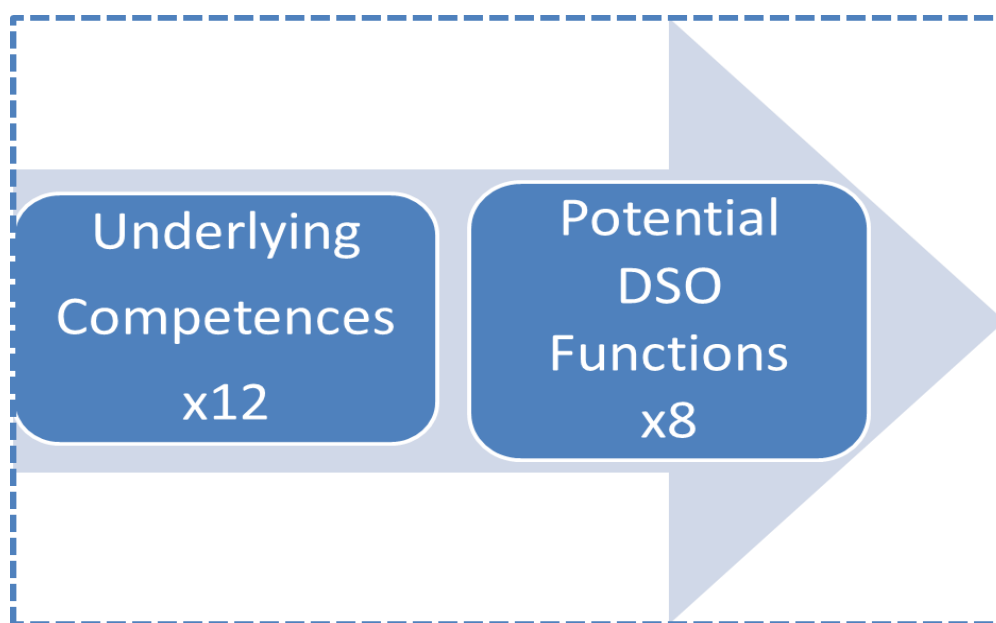 Underlying
Competences
x12
Potential
DSO
Functions
x8